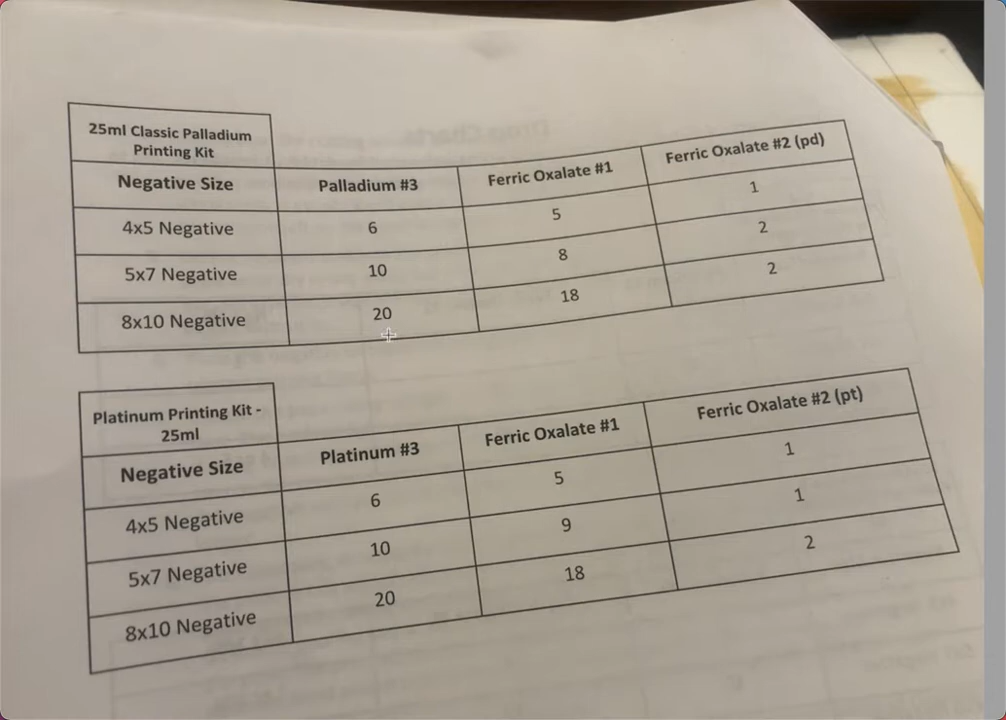 25ml Classic Palladium
Printing Kit
Negative Size Palladium #3 Ferric Oxalate #1 Ferric Oxalate #2 (pd)
4x5 Negative 6 5 1
5x7 Negative 10 8 2
8x10 Negative 20 18 2
Platinum Printing Kit -
25ml
Negative Size Platinum #3 Ferric Oxalate #1 Ferric Oxalate #2 (pt)
4x5 Negative 6 5 1
5x7 Negative 10 9 1
8x10 Negative 20 18 2